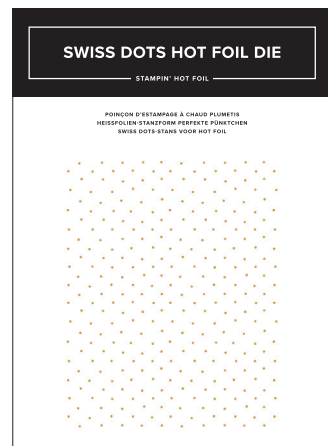 SWISS DOTS HOT FOIL DIE
STAMPIN' HOT FOIL
POINÇON D'ESTAMPAGE À CHAUD PLUMETIS
HEISSFOLIEN-STANZFORM PERFEKTE PÜNKTCHEN
SWISS DOTS-STANS VOOR HOT FOIL